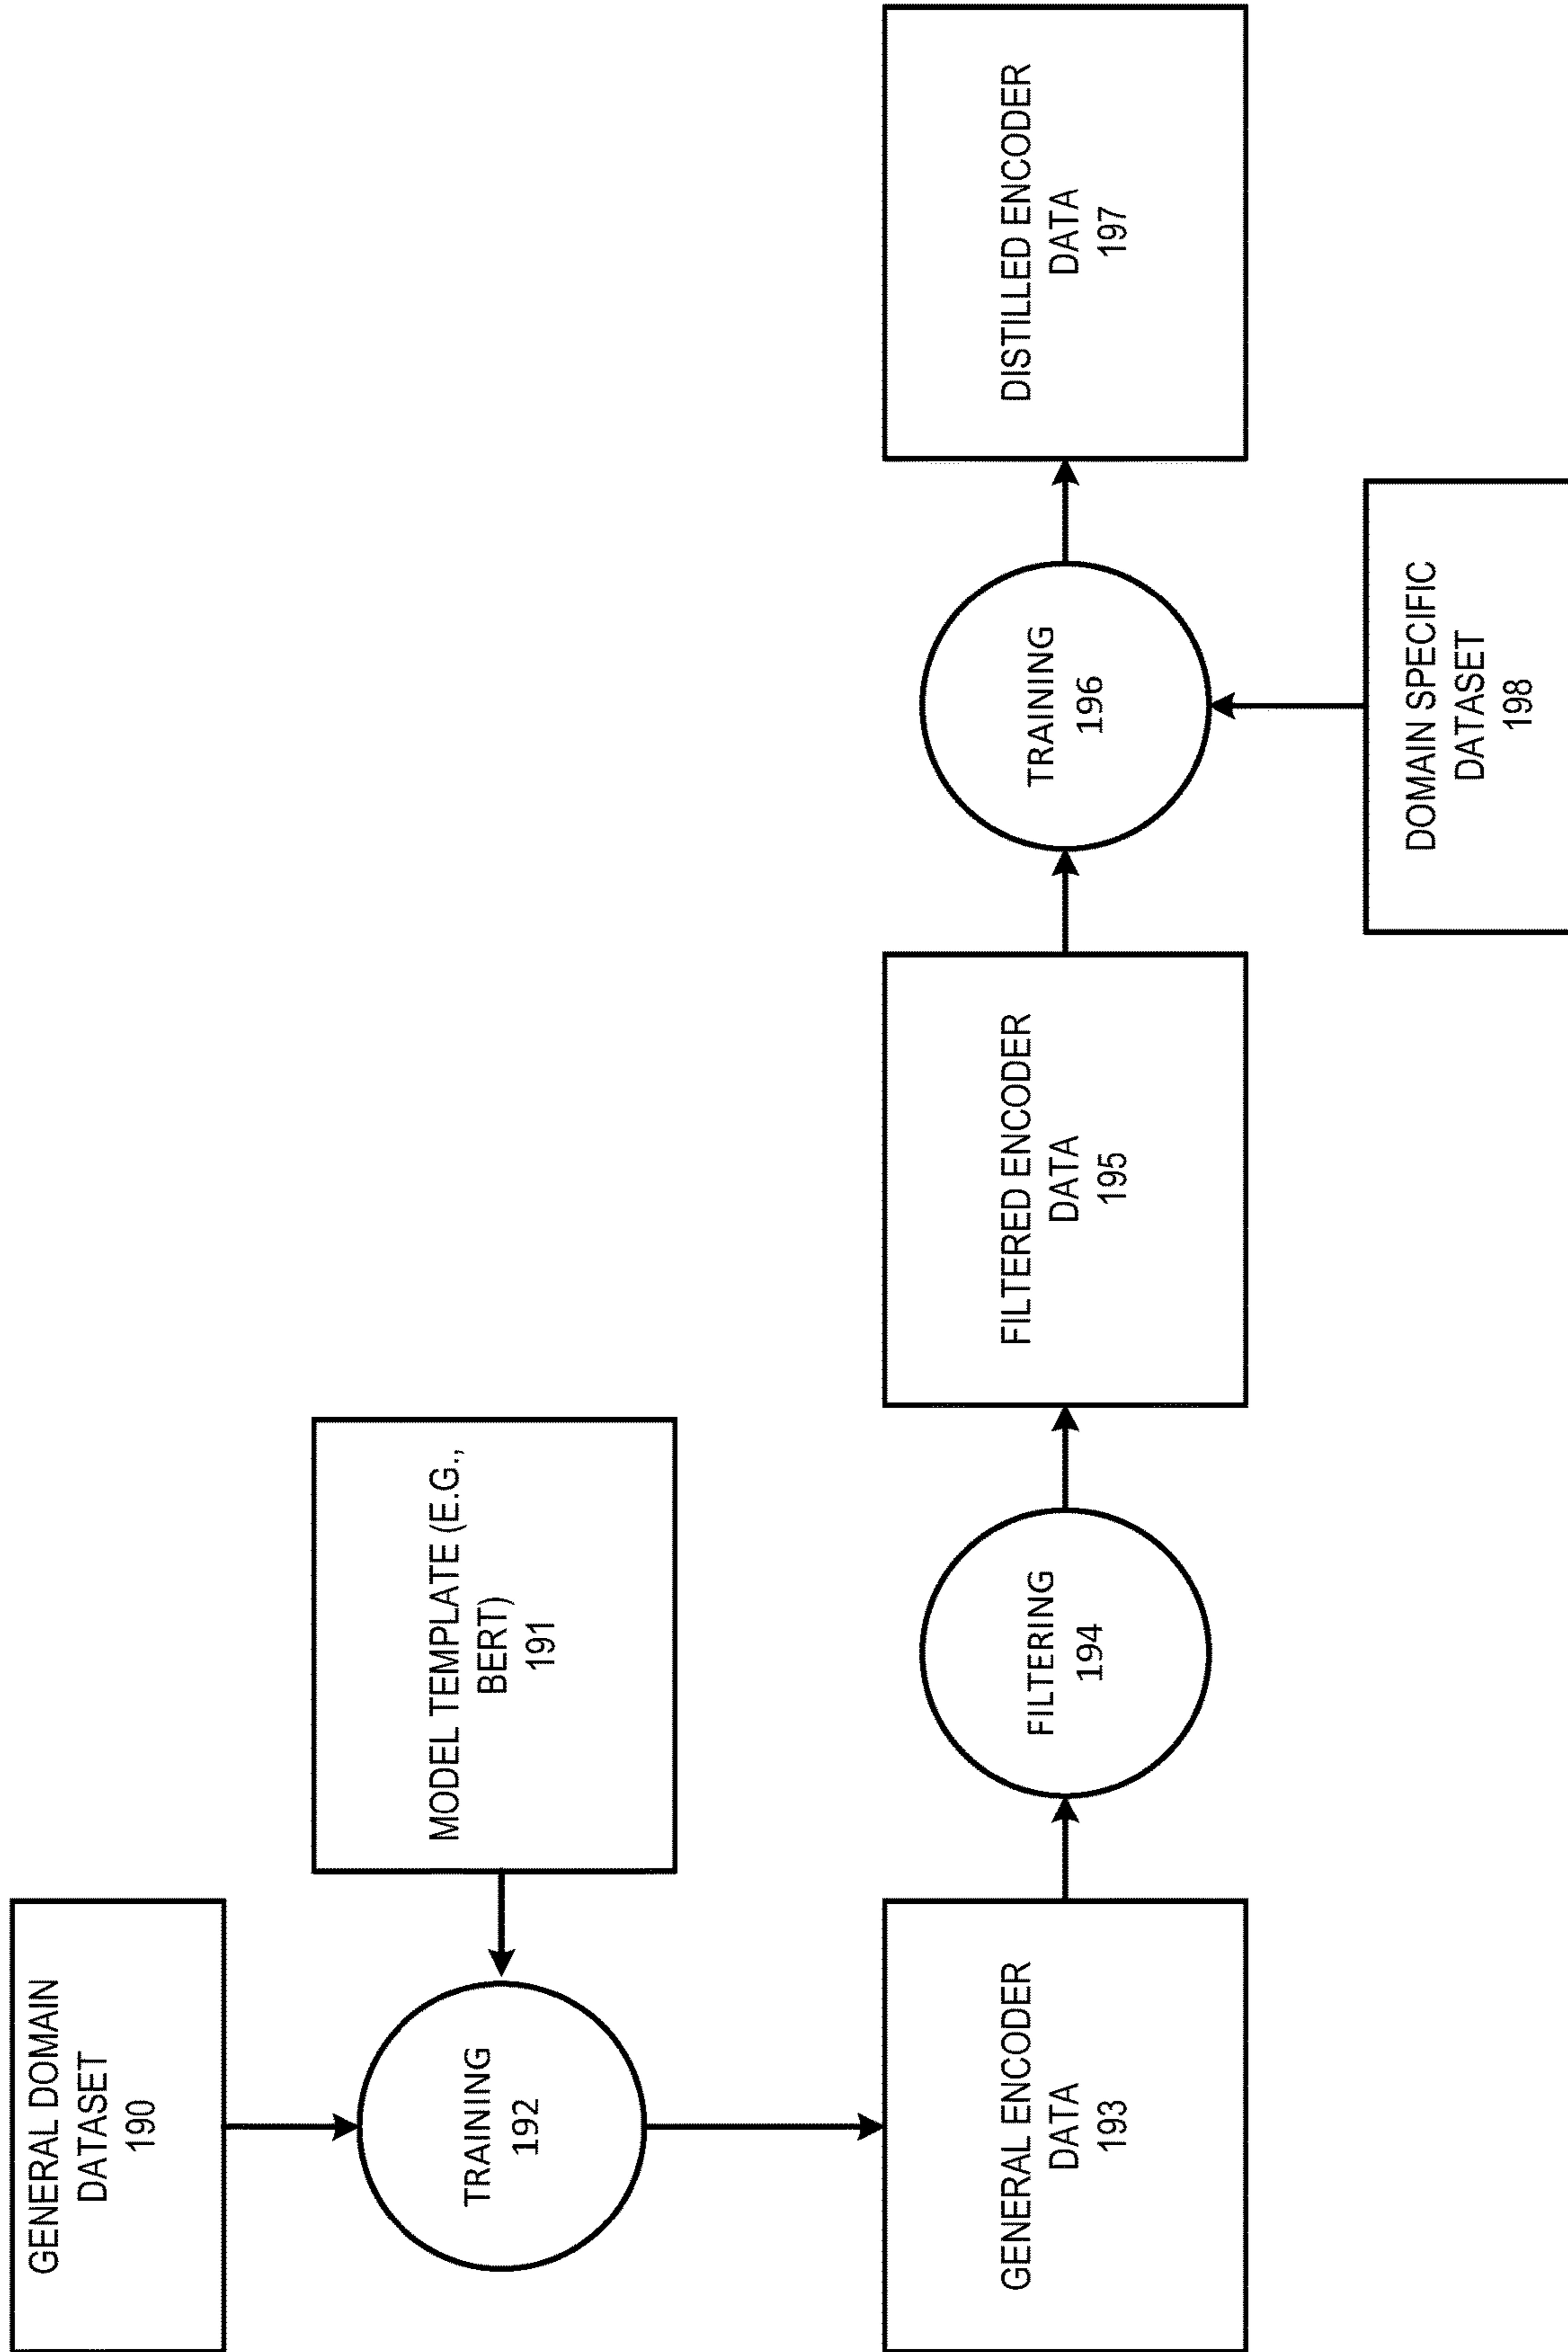 GENERAL DOMAIN
DATASET
190
MODEL TEMPLATE (E.G.,
BERT)
191
TRAINING
192
GENERAL ENCODER
DATA
193
FILTERING
194
FILTERED ENCODER
DATA
195
TRAINING
196
DISTILLED ENCODER
DATA
197
DOMAIN SPECIFIC
DATASET
198